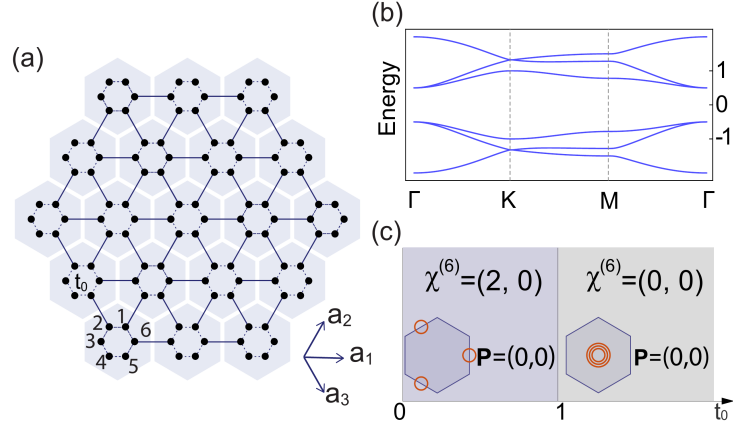 (a)
t₀
1
2
3
4
5
6
a₂
a₁
a₃
(b)
Energy
1
0
-1
Γ
K
M
Γ
(c)
χ⁽⁶⁾=(2, 0)
χ⁽⁶⁾=(0, 0)
P=(0,0)
P=(0,0)
0
1
t₀